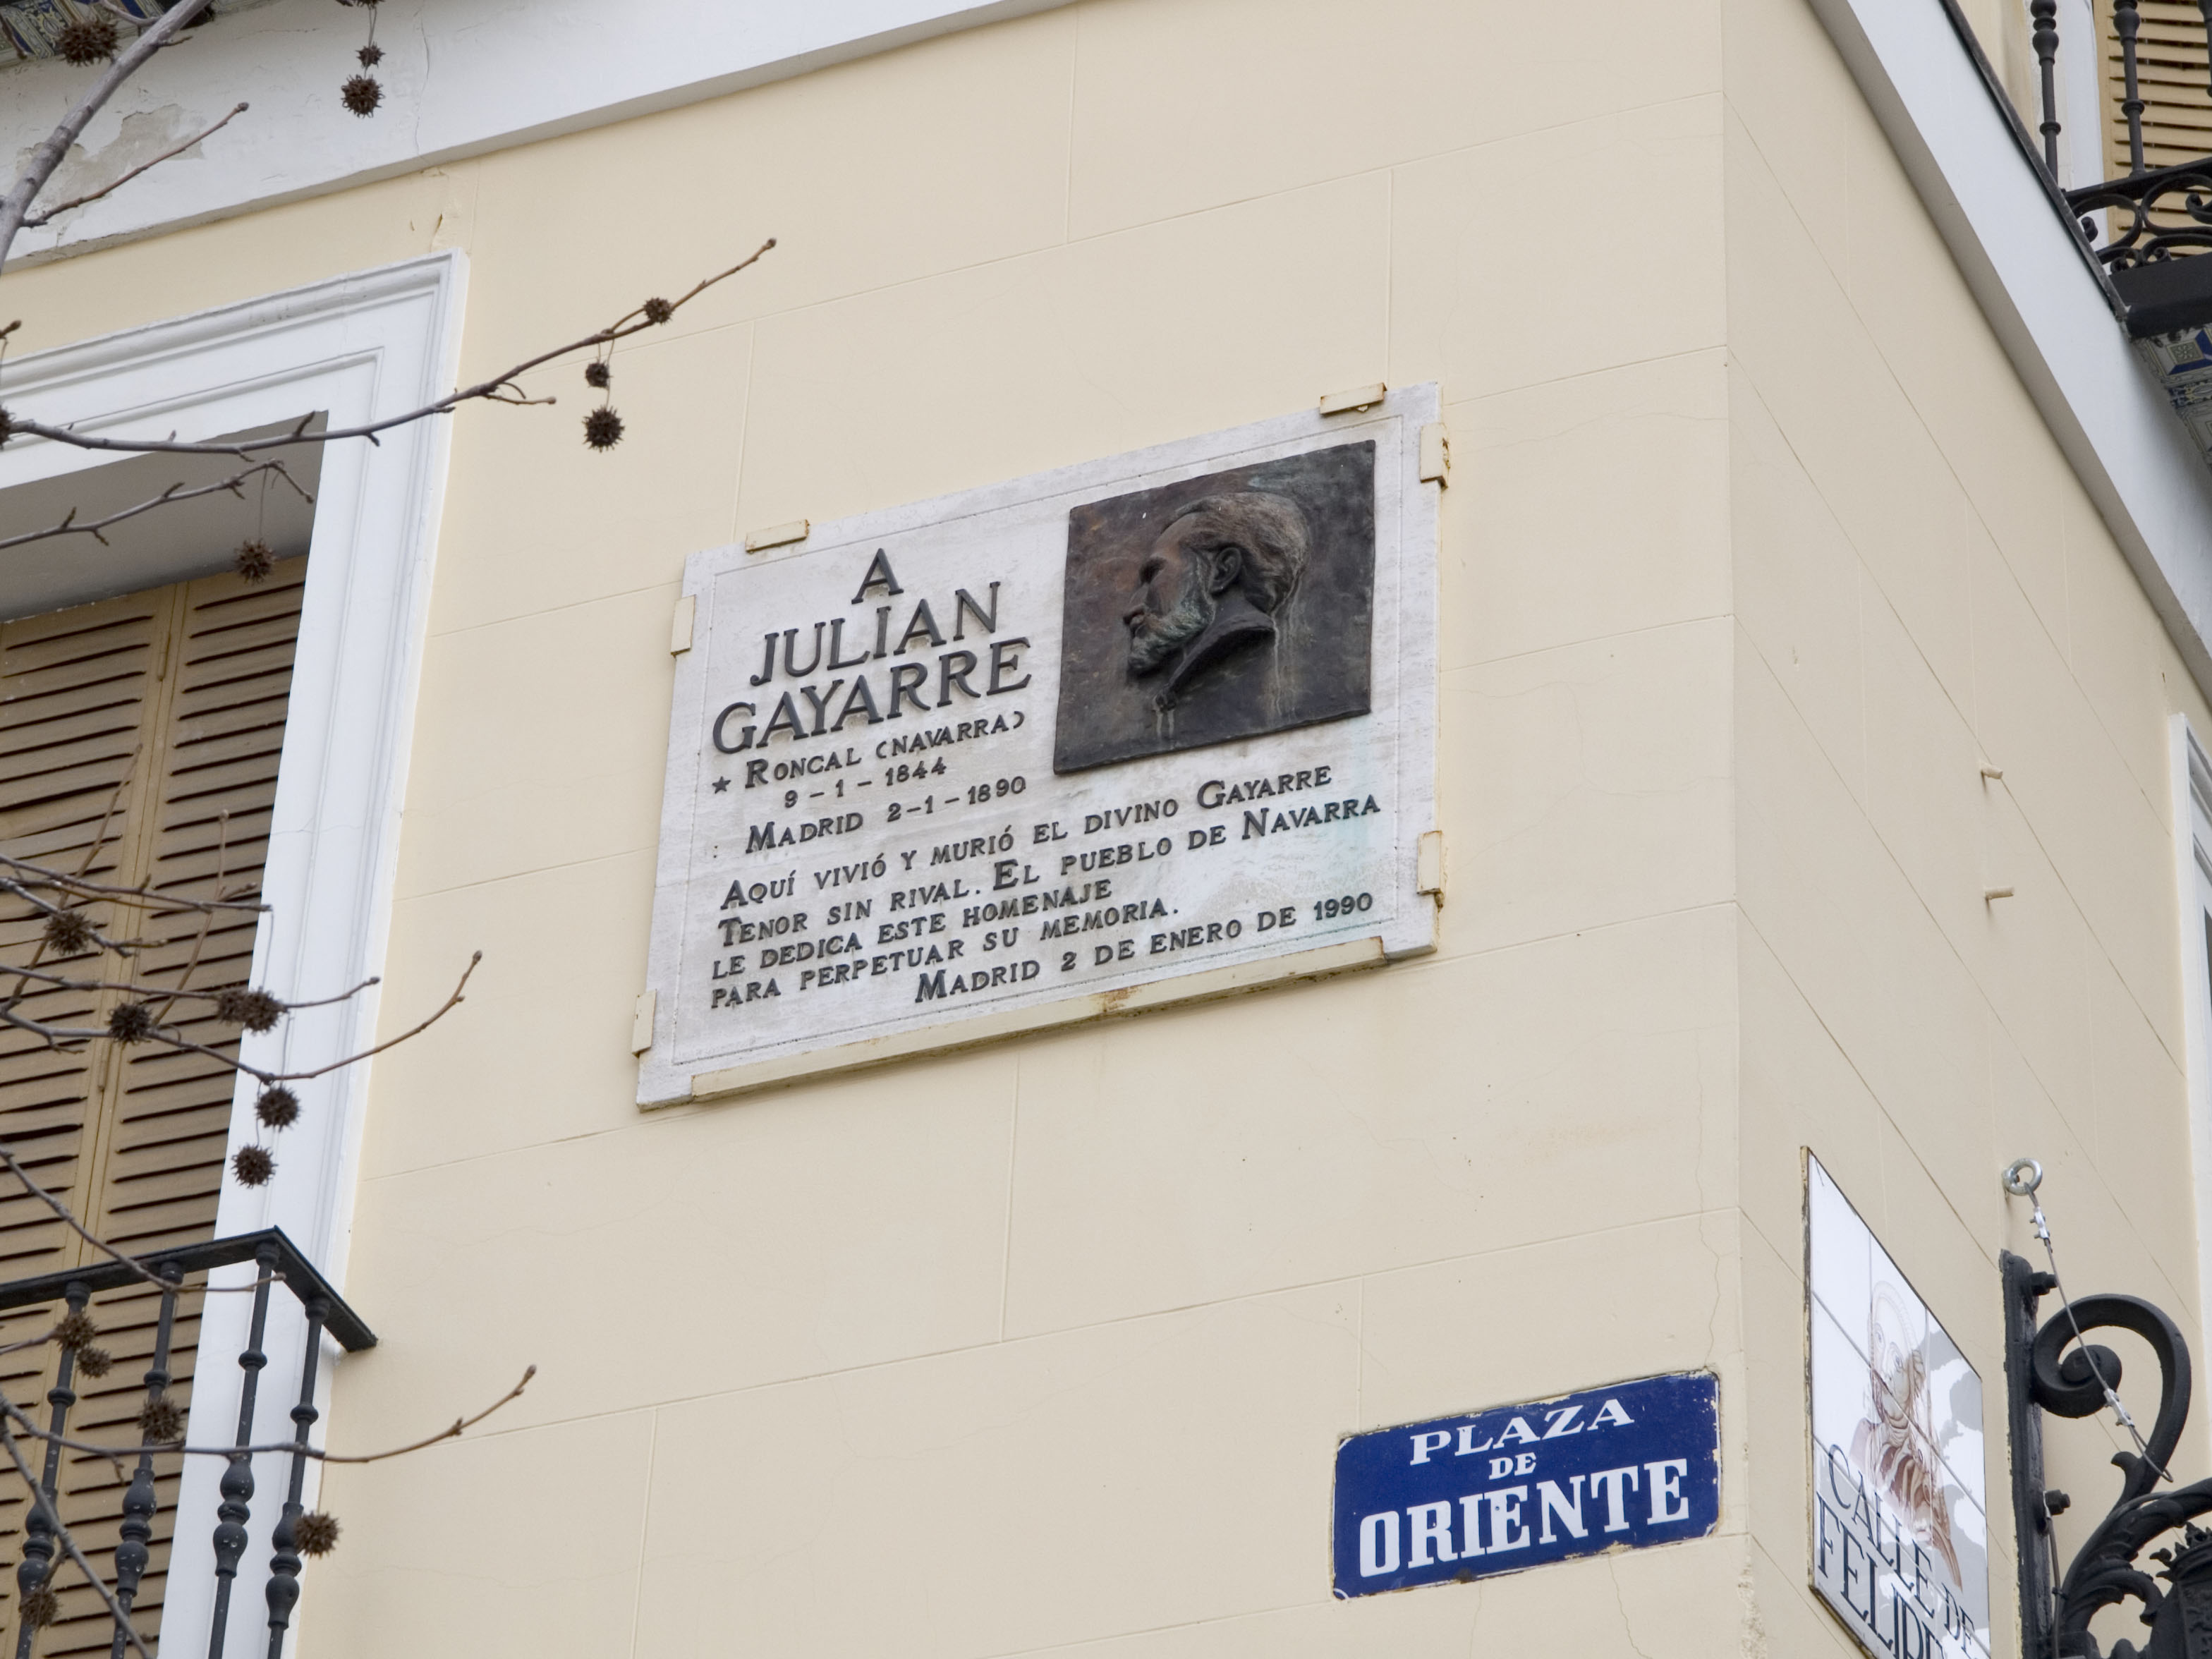 A
JULIAN
GAYARRE
★ RONCAL (NAVARRA)
9-1-1844
: MADRID 2-1-1890
AQUÍ VIVIÓ Y MURIÓ EL DIVINO GAYARRE
TENOR SIN RIVAL. EL PUEBLO DE NAVARRA
LE DEDICA ESTE HOMENAJE
PARA PERPETUAR SU MEMORIA.
MADRID 2 DE ENERO DE 1990
PLAZA
DE
ORIENTE
CALLE DE